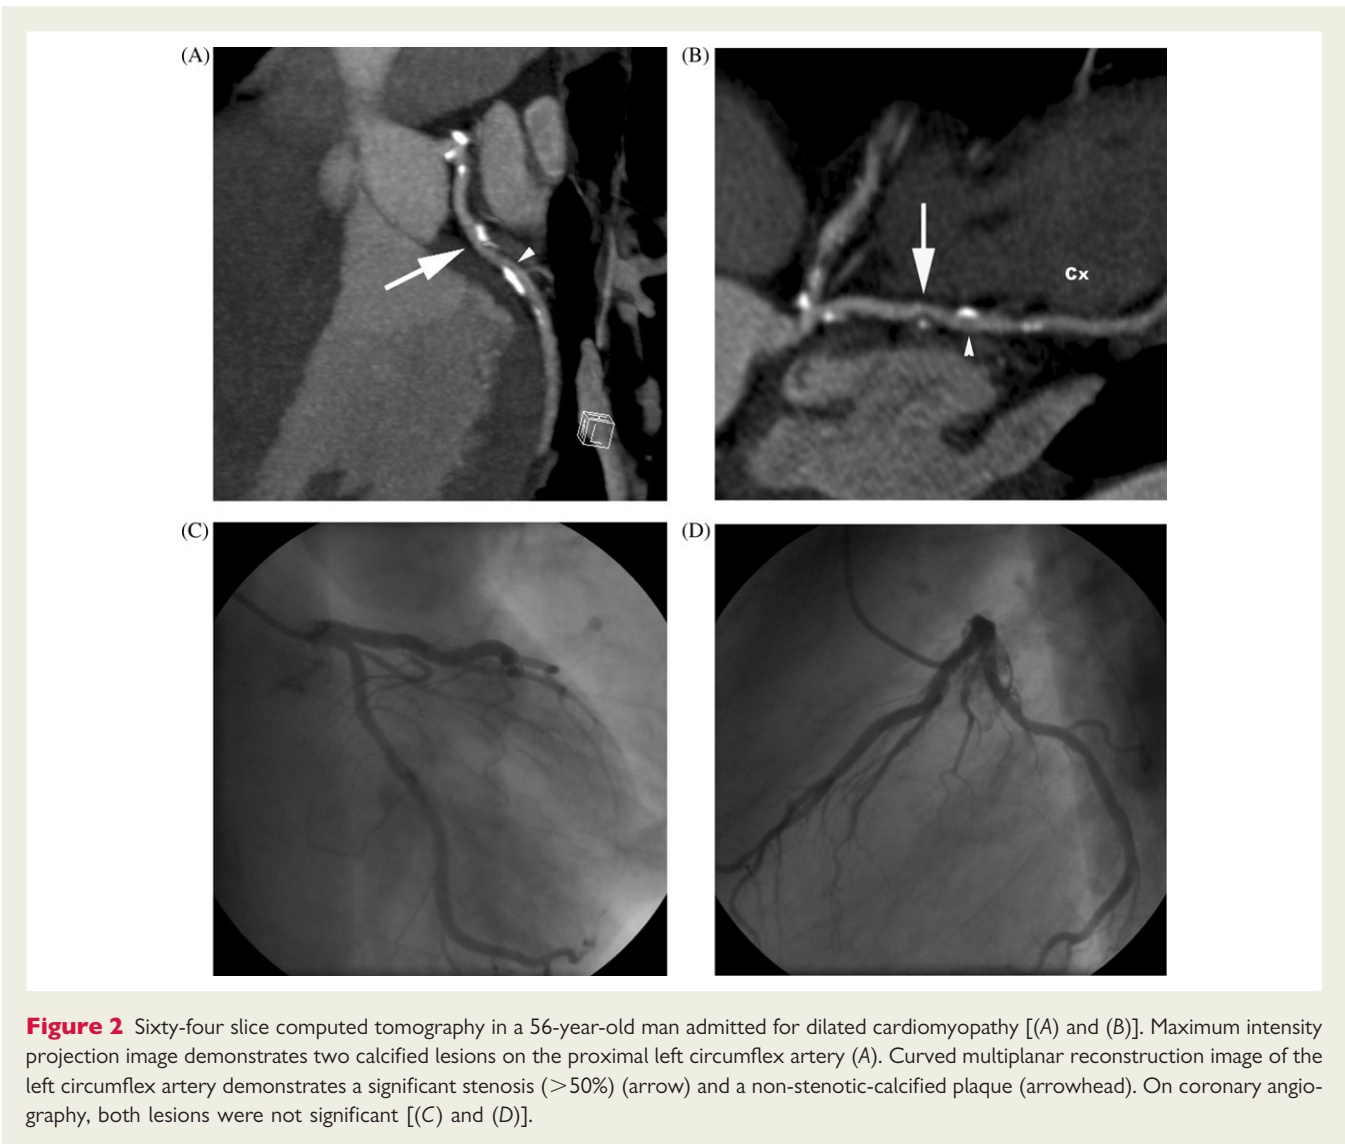 (A)
(B)
Cx
L
(C)
(D)
Figure 2 Sixty-four slice computed tomography in a 56-year-old man admitted for dilated cardiomyopathy [(A) and (B)]. Maximum intensity
projection image demonstrates two calcified lesions on the proximal left circumflex artery (A). Curved multiplanar reconstruction image of the
left circumflex artery demonstrates a significant stenosis (>50%) (arrow) and a non-stenotic-calcified plaque (arrowhead). On coronary angio-
graphy, both lesions were not significant [(C) and (D)].